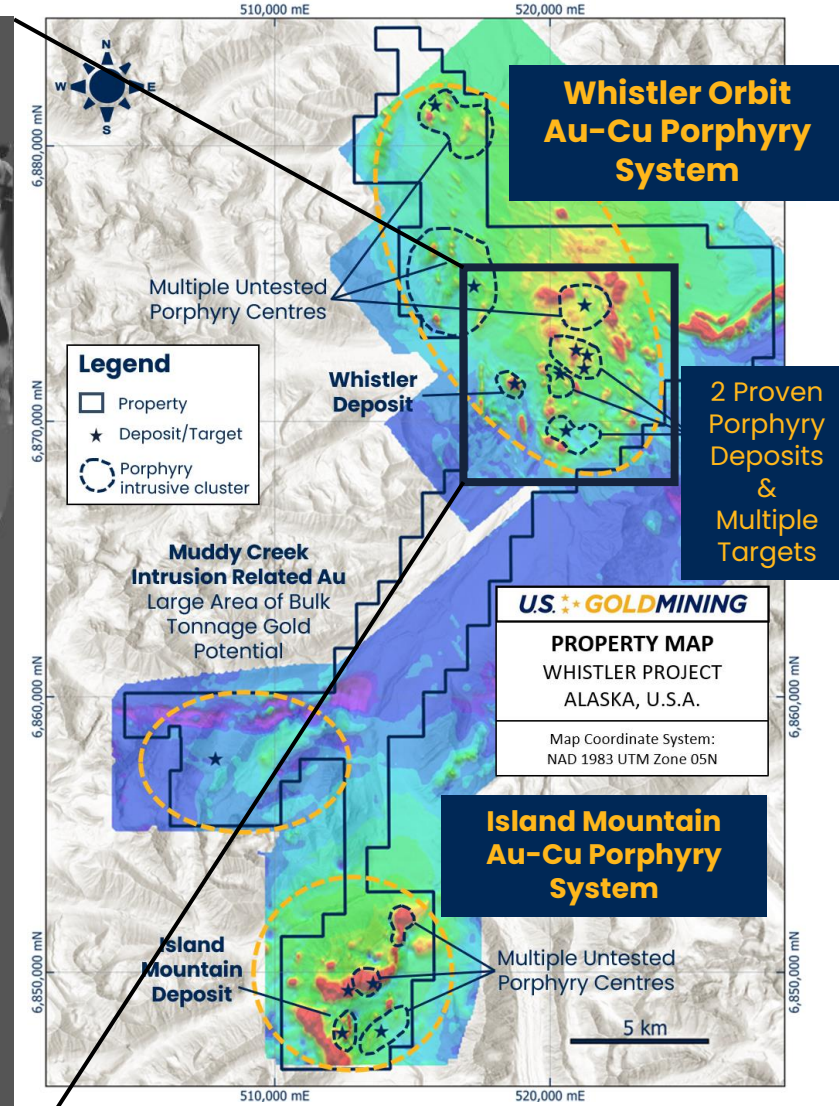 510,000 mE
520,000 mE
N
W
E
S
Whistler Orbit
Au-Cu Porphyry
System
6,880,000 mN
Multiple Untested
Porphyry Centres
Legend
Property
Deposit/Target
Porphyry
intrusive cluster
Whistler
Deposit
2 Proven
Porphyry
Deposits
&
Multiple
Targets
6,870,000 mN
Muddy Creek
Intrusion Related Au
Large Area of Bulk
Tonnage Gold
Potential
U.S. GOLDMINING
PROPERTY MAP
WHISTLER PROJECT
ALASKA, U.S.A.
Map Coordinate System:
NAD 1983 UTM Zone 05N
6,860,000 mN
6,860,000 mN
Island Mountain
Au-Cu Porphyry
System
Island
Mountain
Deposit
Multiple Untested
Porphyry Centres
6,850,000 mN
6,850,000 mN
5 km
510,000 mE
520,000 mE